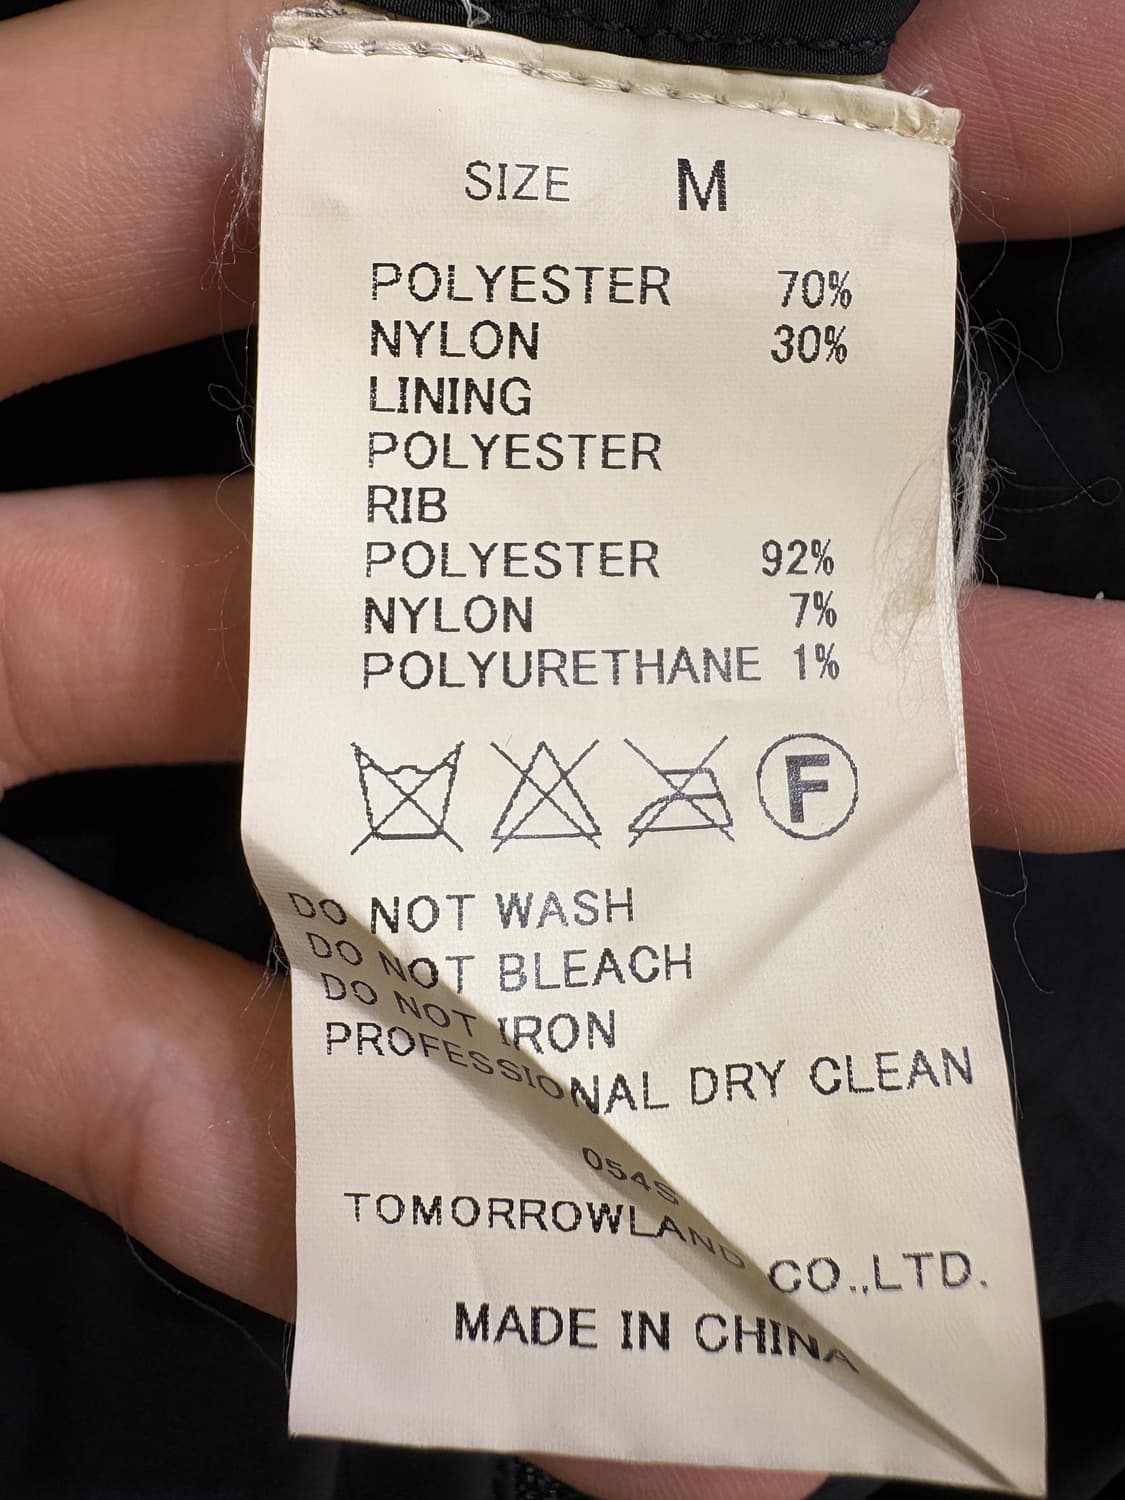 SIZE M
POLYESTER 70%
NYLON 30%
LINING
POLYESTER
RIB
POLYESTER 92%
NYLON 7%
POLYURETHANE 1%
F
DO NOT WASH
DO NOT BLEACH
DO NOT IRON
PROFESSIONAL DRY CLEAN
054S
TOMORROWLAND CO.,LTD.
MADE IN CHINA